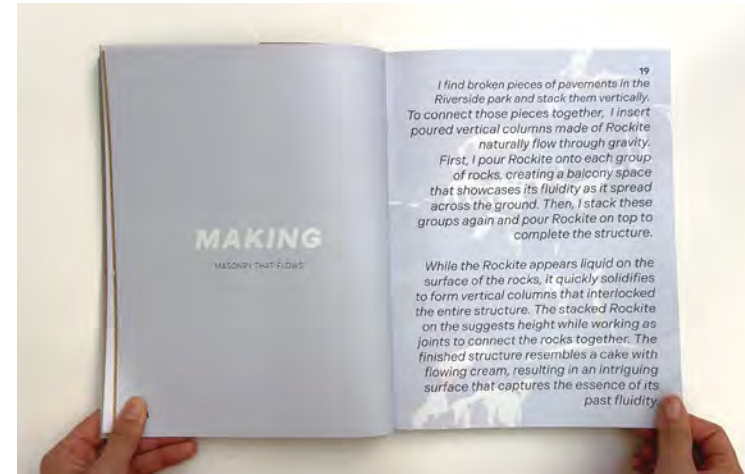 MAKING
MASONRY THAT FLOWS
19
I find broken pieces of pavements in the
Riverside park and stack them vertically.
To connect those pieces together, I insert
poured vertical columns made of Rockite
naturally flow through gravity.
First, I pour Rockite onto each group
of rocks, creating a balcony space
that showcases its fluidity as it spread
across the ground. Then, I stack these
groups again and pour Rockite on top to
complete the structure.
While the Rockite appears liquid on the
surface of the rocks, it quickly solidifies
to form vertical columns that interlocked
the entire structure. The stacked Rockite
on the suggests height while working as
joints to connect the rocks together. The
finished structure resembles a cake with
flowing cream, resulting in an intriguing
surface that captures the essence of its
past fluidity.